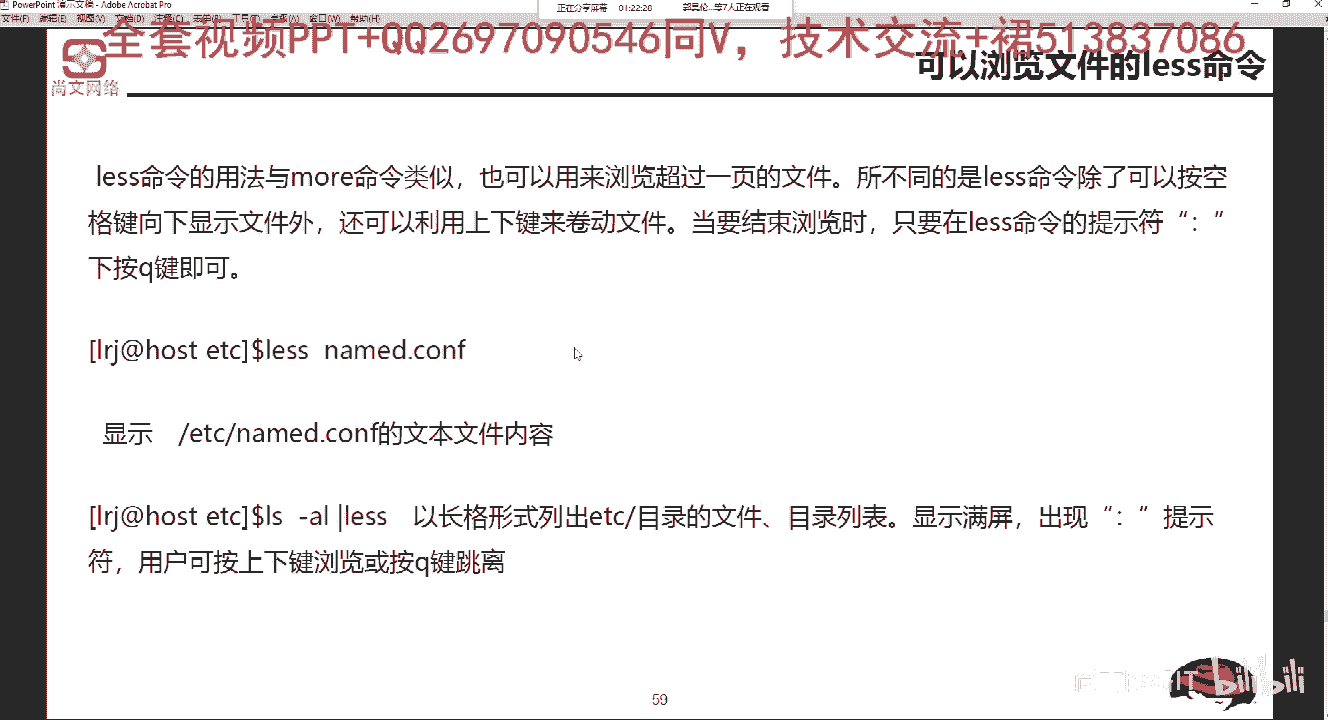 PowerPoint 演示文稿 - Adobe Acrobat Pro
正在分享屏幕 01:22:28 等7人正在观看
文件(F) 编辑(E) 视图(V) 文档(D) 注释(C) 表单(R) 工具(T) 高级(A) 窗口(W) 帮助(H)
全套视频PPT+QQ2697090546同V，技术交流+裙513837086
尚文网络
可以浏览文件的less命令
less命令的用法与more命令类似，也可以用来浏览超过一页的文件。所不同的是less命令除了可以按空
格键向下显示文件外，还可以利用上下键来卷动文件。当要结束浏览时，只要在less命令的提示符“：”
下按q键即可。
[lrj@host etc]$less named.conf
显示 /etc/named.conf的文本文件内容
[lrj@host etc]$ls -al |less 以长格形式列出etc/目录的文件、目录列表。显示满屏，出现“：”提示
符，用户可按上下键浏览或按q键跳离
59
bilibili